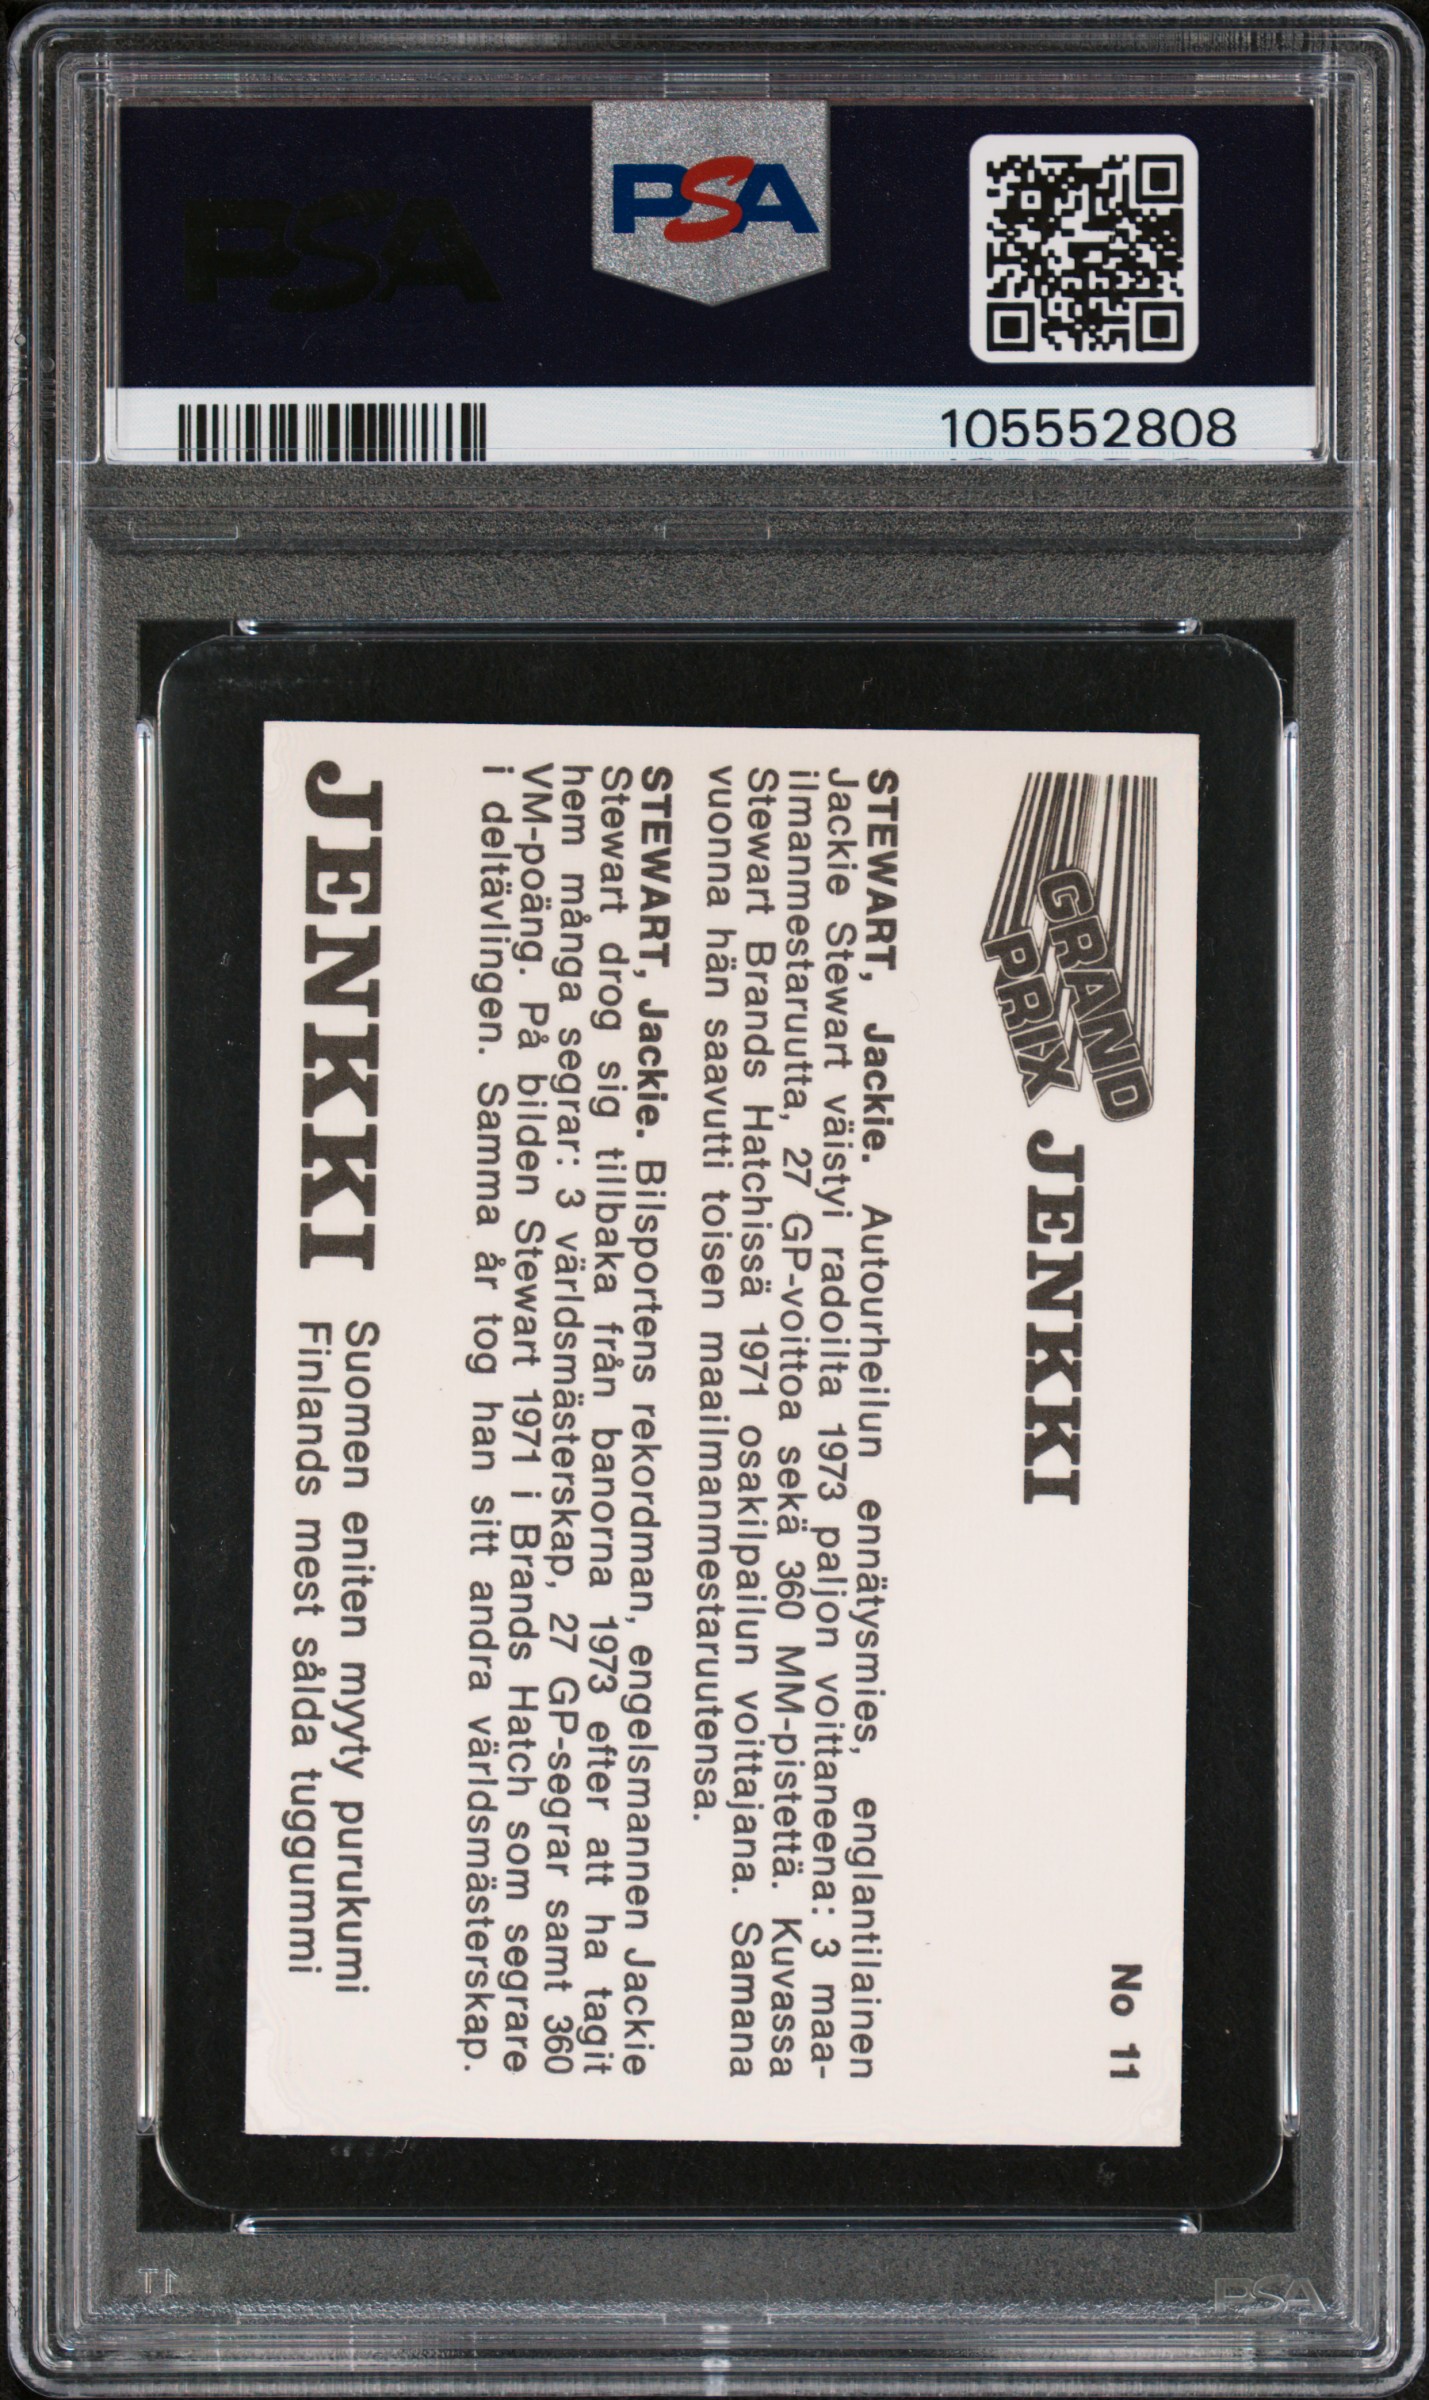 PSA
PSA
105552808
GRAND
PRIX
JENKKI
No 11
STEWART, Jackie. Autourheilun ennätysmies, englantilainen
Jackie Stewart väistyi radoilta 1973 paljon voittaneena: 3 maa-
ilmanmestaruutta, 27 GP-voittoa sekä 360 MM-pistettä. Kuvassa
Stewart Brands Hatchissä 1971 osakilpailun voittajana. Samana
vuonna hän saavutti toisen maailmanmestaruutensa.
STEWART, Jackie. Bilsportens rekordman, engelsmannen Jackie
Stewart drog sig tillbaka från banorna 1973 efter att ha tagit
hem många segrar: 3 världsmästerskap, 27 GP-segrar samt 360
VM-poäng. På bilden Stewart 1971 i Brands Hatch som segrare
i deltävlingen. Samma år tog han sitt andra världsmästerskap.
JENKKI
Suomen eniten myyty purukumi
Finlands mest sålda tuggummi
PSA